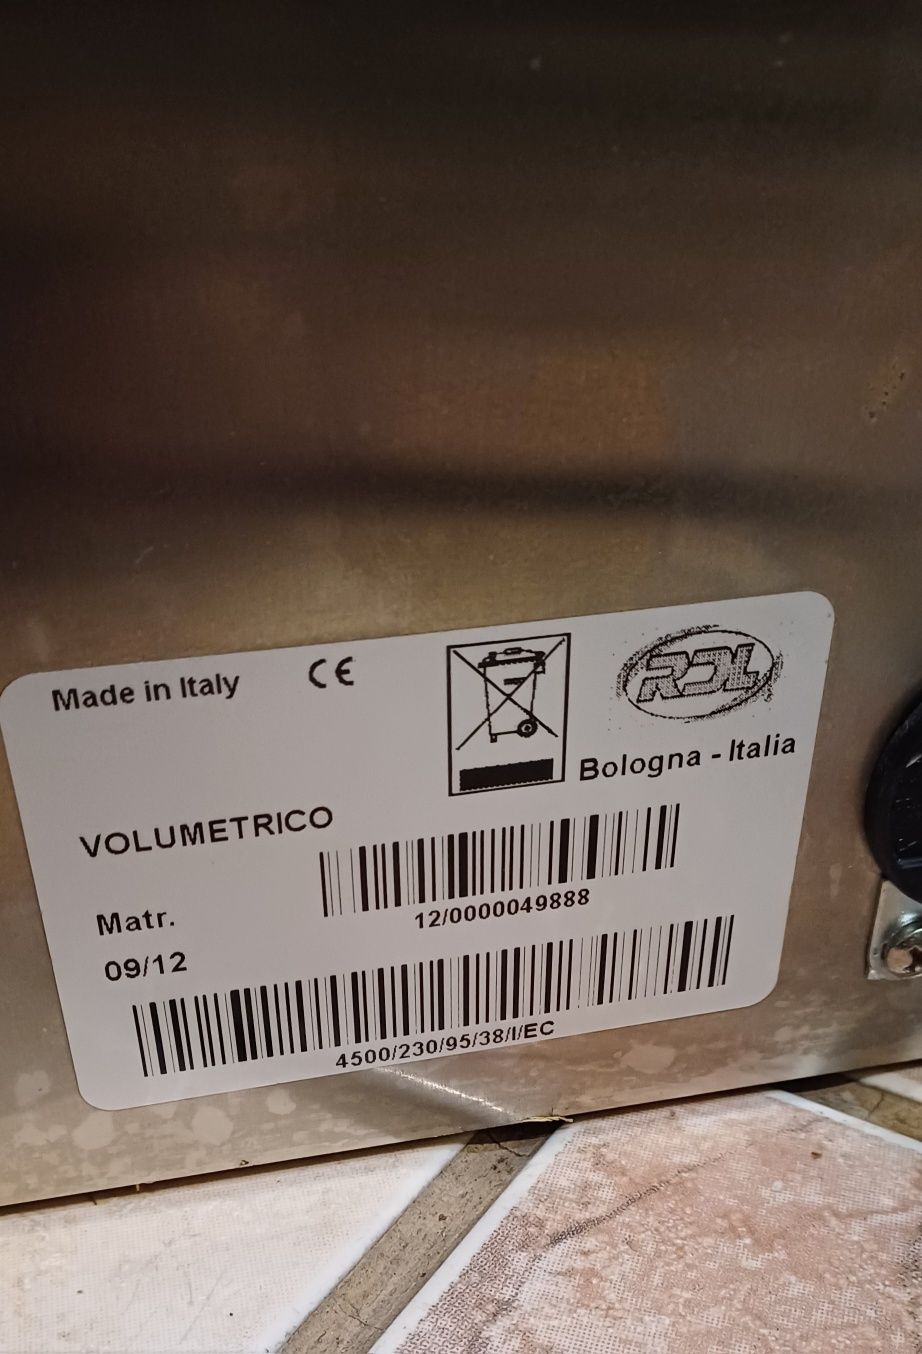 Made in Italy
CE
RDL
Bologna - Italia
VOLUMETRICO
Matr.
12/0000049888
09/12
4500/230/95/38/I/EC